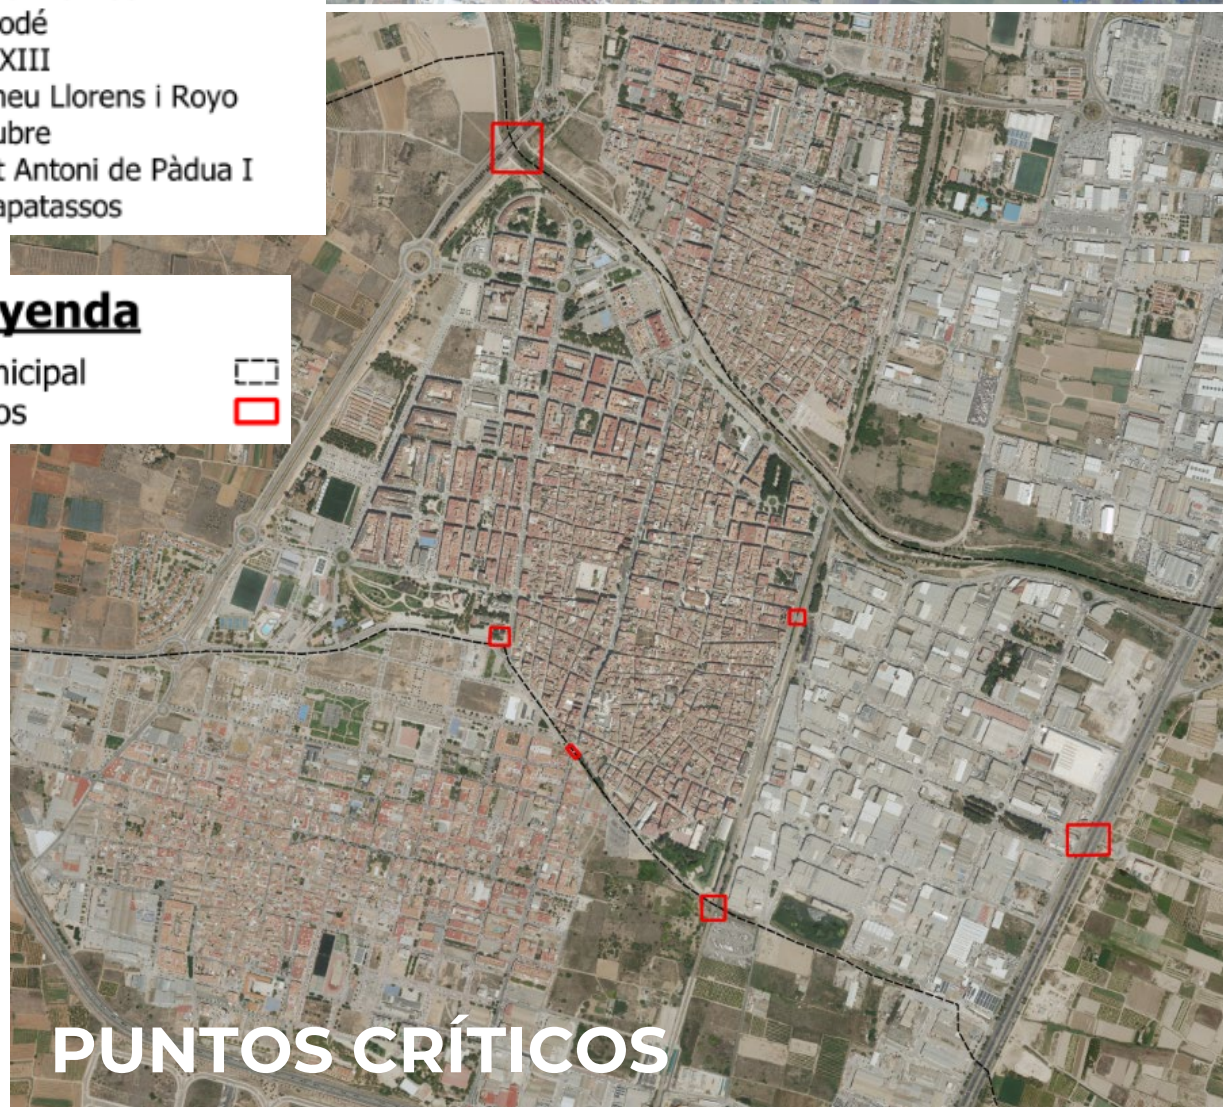 odé
XIII
neu Llorens i Royo
ubre
t Antoni de Pàdua I
apatassos
yenda
nicipal
os
PUNTOS CRÍTICOS